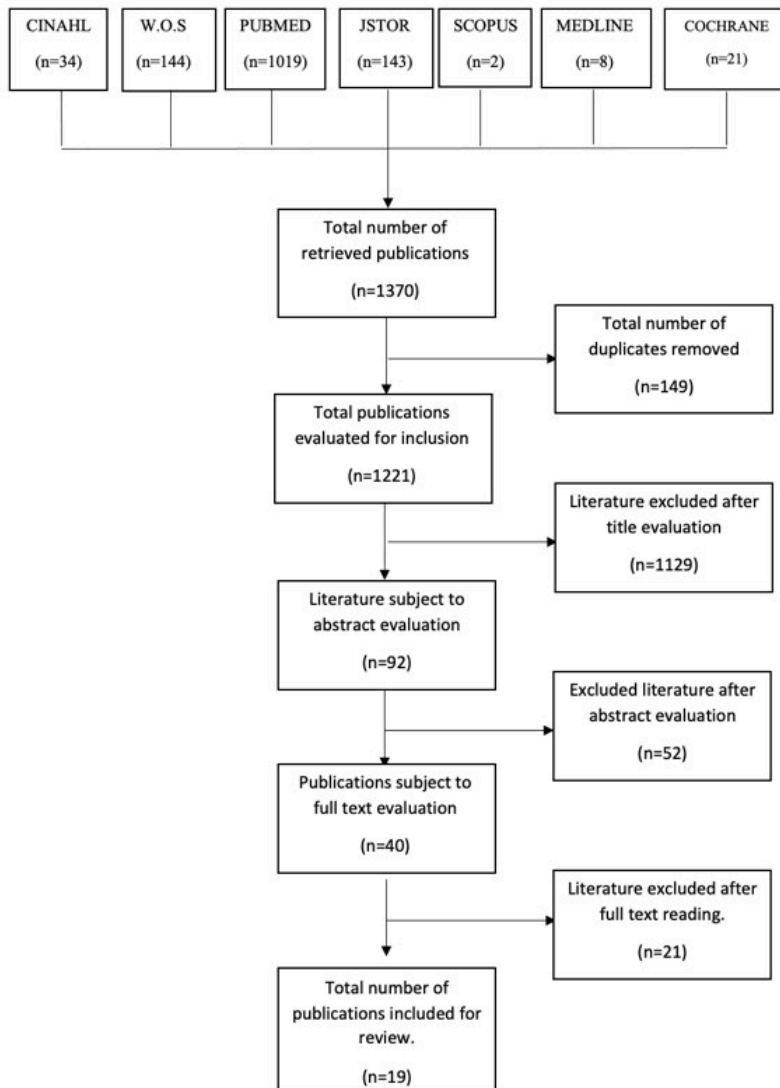 CINAHL
(n=34)
W.O.S
(n=144)
PUBMED
(n=1019)
JSTOR
(n=143)
SCOPUS
(n=2)
MEDLINE
(n=8)
COCHRANE
(n=21)
Total number of
retrieved publications
(n=1370)
Total number of
duplicates removed
(n=149)
Total publications
evaluated for inclusion
(n=1221)
Literature excluded after
title evaluation
(n=1129)
Literature subject to
abstract evaluation
(n=92)
Excluded literature after
abstract evaluation
(n=52)
Publications subject to
full text evaluation
(n=40)
Literature excluded after
full text reading.
(n=21)
Total number of
publications included for
review.
(n=19)